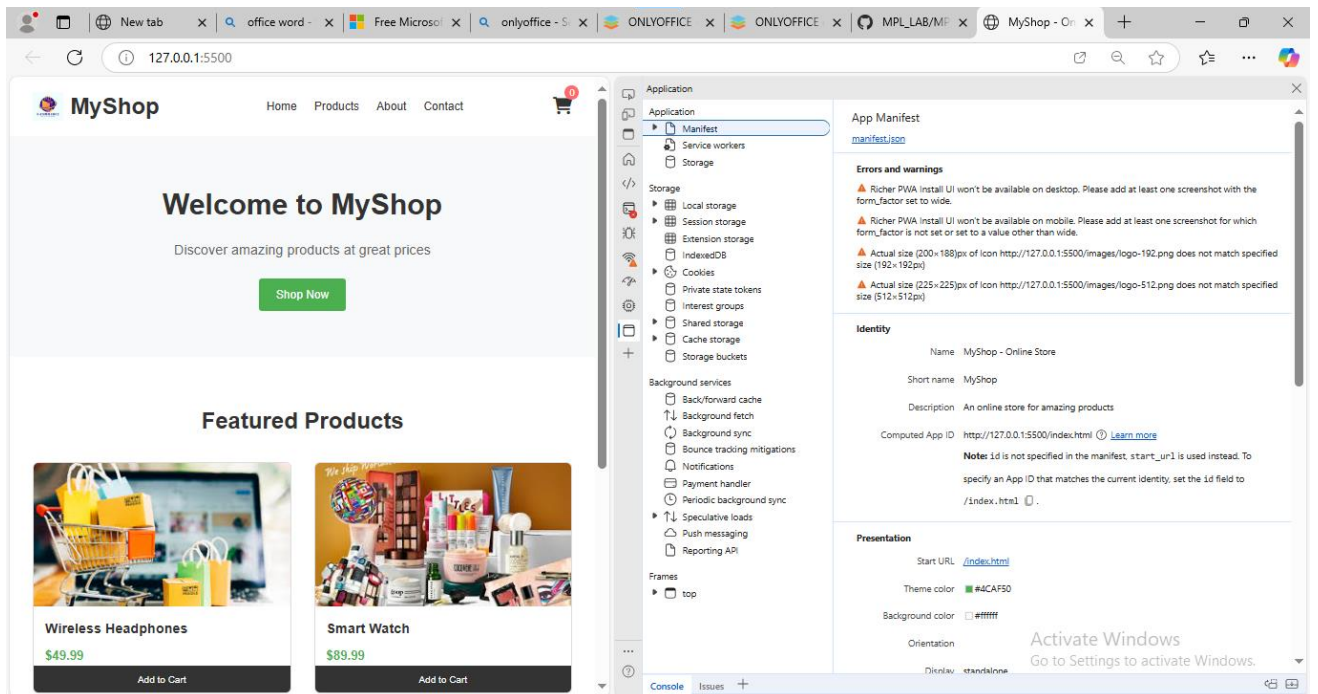 New tab
office word -
Free Microsof
onlyoffice - S
ONLYOFFICE
ONLYOFFICE
MPL_LAB/MP
MyShop - On
127.0.0.1:5500
MyShop
Home Products About Contact
0
Welcome to MyShop
Discover amazing products at great prices
Shop Now
Featured Products
We ship
LITTLES
Wireless Headphones
$49.99
Add to Cart
Smart Watch
$89.99
Add to Cart
Application
Application
Manifest
Service workers
Storage
Storage
Local storage
Session storage
Extension storage
IndexedDB
Cookies
Private state tokens
Interest groups
Shared storage
Cache storage
Storage buckets
Background services
Back/forward cache
Background fetch
Background sync
Bounce tracking mitigations
Notifications
Payment handler
Periodic background sync
Speculative loads
Push messaging
Reporting API
Frames
top
App Manifest
manifest.json
Errors and warnings
Richer PWA Install UI won't be available on desktop. Please add at least one screenshot with the
form_factor set to wide.
Richer PWA Install UI won't be available on mobile. Please add at least one screenshot for which
form_factor is not set or set to a value other than wide.
Actual size (200×188)px of Icon http://127.0.0.1:5500/images/logo-192.png does not match specified
size (192×192px)
Actual size (225×225)px of Icon http://127.0.0.1:5500/images/logo-512.png does not match specified
size (512×512px)
Identity
Name MyShop - Online Store
Short name MyShop
Description An online store for amazing products
Computed App ID http://127.0.0.1:5500/index.html ? Learn more
Note: id is not specified in the manifest, start_url is used instead. To
specify an App ID that matches the current identity, set the id field to
/index.html .
Presentation
Start URL /index.html
Theme color #4CAF50
Background color #ffffff
Orientation
Display standalone
Activate Windows
Go to Settings to activate Windows.
Console Issues